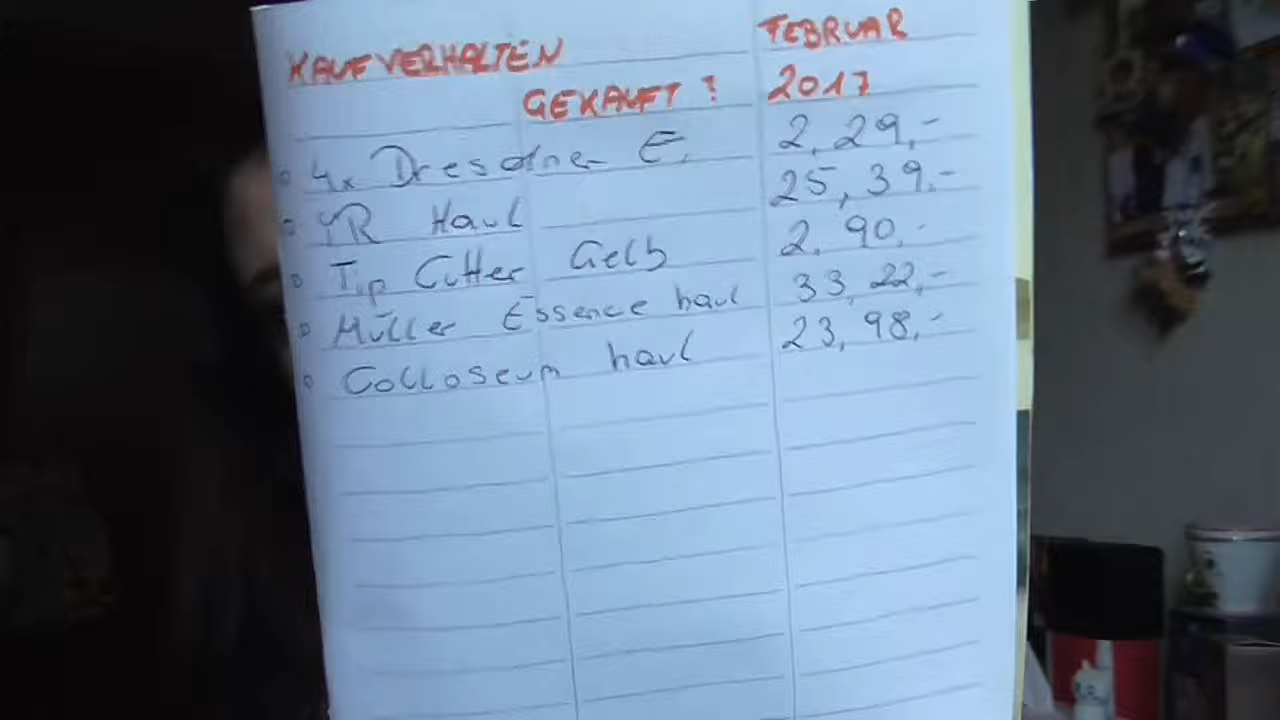 KAUFVERHALTEN FEBRUAR
GEKAUFT? 2017
4x Dresdner E. 2,29,-
YR Haul 25,39,-
Tip Cutter Gelb 2,90,-
Müller Essence haul 33,22,-
Colloseum haul 23,98,-